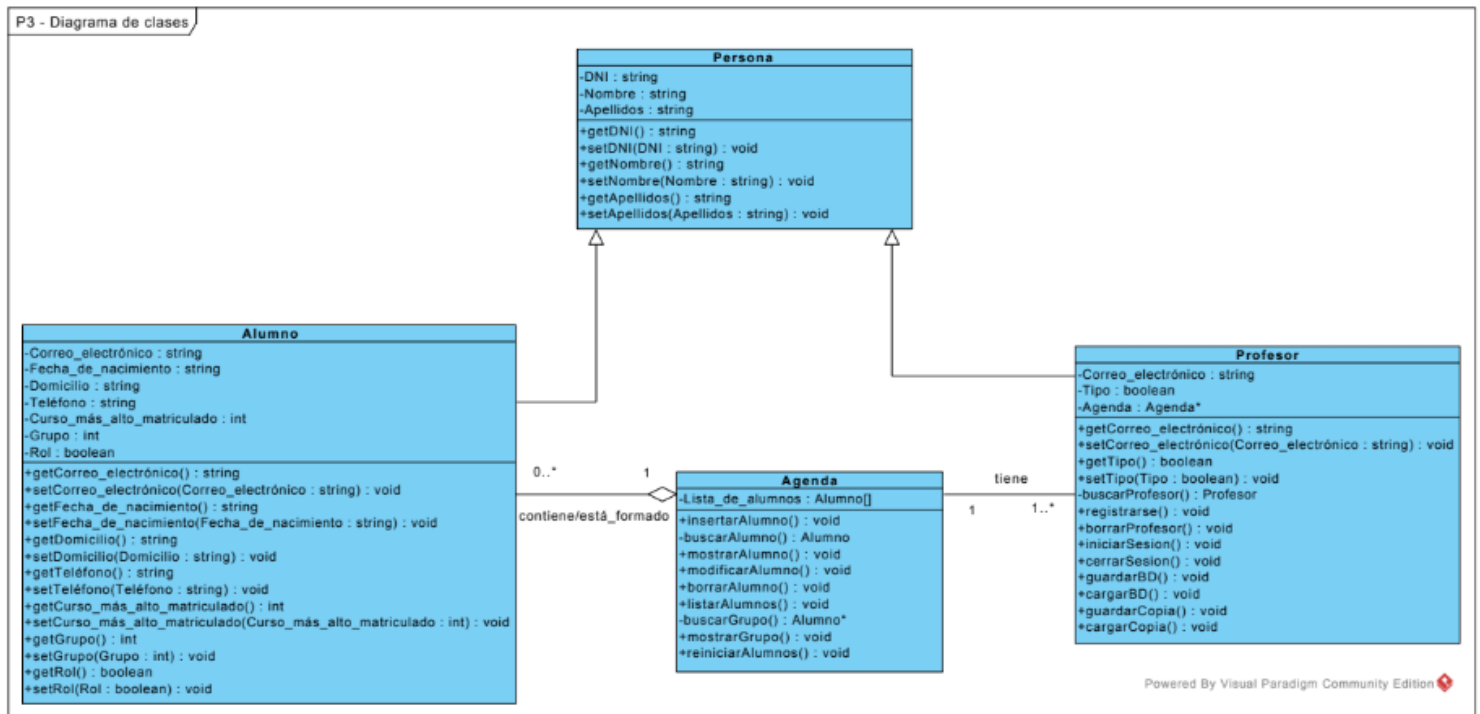 P3 - Diagrama de clases
Persona
-DNI : string
-Nombre : string
-Apellidos : string
+getDNI() : string
+setDNI(DNI : string) : void
+getNombre() : string
+setNombre(Nombre : string) : void
+getApellidos() : string
+setApellidos(Apellidos : string) : void
Alumno
-Correo_electrónico : string
-Fecha_de_nacimiento : string
-Domicilio : string
-Teléfono : string
-Curso_más_alto_matriculado : int
-Grupo : int
-Rol : boolean
+getCorreo_electrónico() : string
+setCorreo_electrónico(Correo_electrónico : string) : void
+getFecha_de_nacimiento() : string
+setFecha_de_nacimiento(Fecha_de_nacimiento : string) : void
+getDomicilio() : string
+setDomicilio(Domicilio : string) : void
+getTeléfono() : string
+setTeléfono(Teléfono : string) : void
+getCurso_más_alto_matriculado() : int
+setCurso_más_alto_matriculado(Curso_más_alto_matriculado : int) : void
+getGrupo() : int
+setGrupo(Grupo : int) : void
+getRol() : boolean
+setRol(Rol : boolean) : void
0..*
1
contiene/está_formado
Agenda
-Lista_de_alumnos : Alumno[]
+insertarAlumno() : void
-buscarAlumno() : Alumno
+mostrarAlumno() : void
+modificarAlumno() : void
+borrarAlumno() : void
+listarAlumnos() : void
-buscarGrupo() : Alumno*
+mostrarGrupo() : void
+reiniciarAlumnos() : void
tiene
1
1..*
Profesor
-Correo_electrónico : string
-Tipo : boolean
-Agenda : Agenda*
+getCorreo_electrónico() : string
+setCorreo_electrónico(Correo_electrónico : string) : void
+getTipo() : boolean
+setTipo(Tipo : boolean) : void
-buscarProfesor() : Profesor
+registrarse() : void
+borrarProfesor() : void
+iniciarSesion() : void
+cerrarSesion() : void
+guardarBD() : void
+cargarBD() : void
+guardarCopia() : void
+cargarCopia() : void
Powered By Visual Paradigm Community Edition